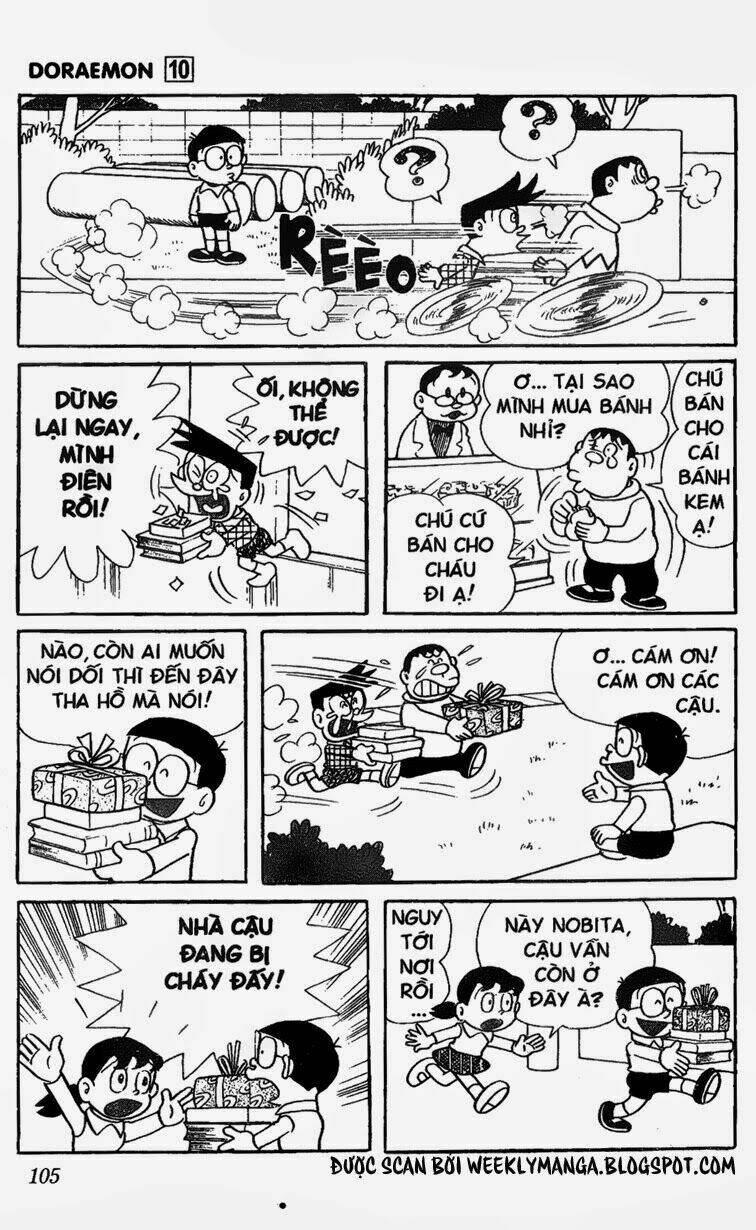 DORAEMON 10
?
?
RÈÈO
CHÚ
BÁN
CHO
CÁI
BÁNH
KEM
Ạ!
Ơ... TẠI SAO
MÌNH MUA BÁNH
NHỈ?
CHÚ CỨ
BÁN CHO
CHÁU
ĐI Ạ!
ỐI, KHÔNG
THỂ
ĐƯỢC!
DỪNG
LẠI NGAY,
MÌNH
ĐIÊN
RỒI!
Ơ... CÁM ƠN!
CÁM ƠN CÁC
CẬU.
NÀO, CÒN AI MUỐN
NÓI DỐI THÌ ĐẾN ĐÂY
THA HỒ MÀ NÓI!
NÀY NOBITA,
CẬU VẪN
CÒN Ở
ĐÂY À?
NGUY
TỚI
NƠI
RỒI
...
NHÀ CẬU
ĐANG BỊ
CHÁY ĐẤY!
105
ĐƯỢC SCAN BỞI WEEKLYMANGA.BLOGSPOT.COM